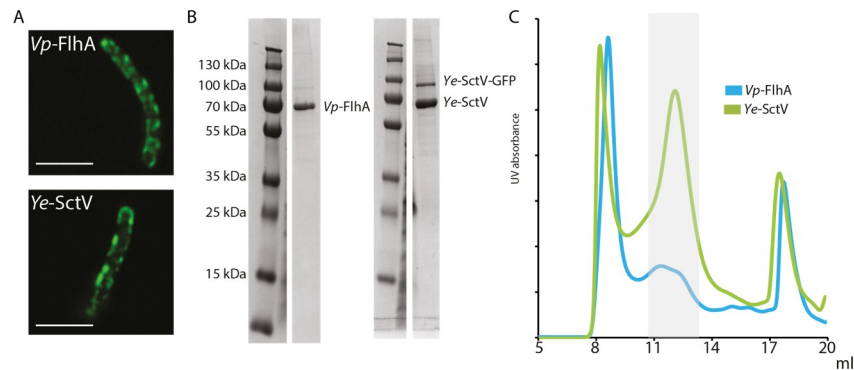 A
Vp-FlhA
Ye-SctV
B
130 kDa
100 kDa
70 kDa
55 kDa
35 kDa
25 kDa
15 kDa
Vp-FlhA
Ye-SctV-GFP
Ye-SctV
C
UV absorbance
Vp-FlhA
Ye-SctV
5 8 11 14 17 20
ml